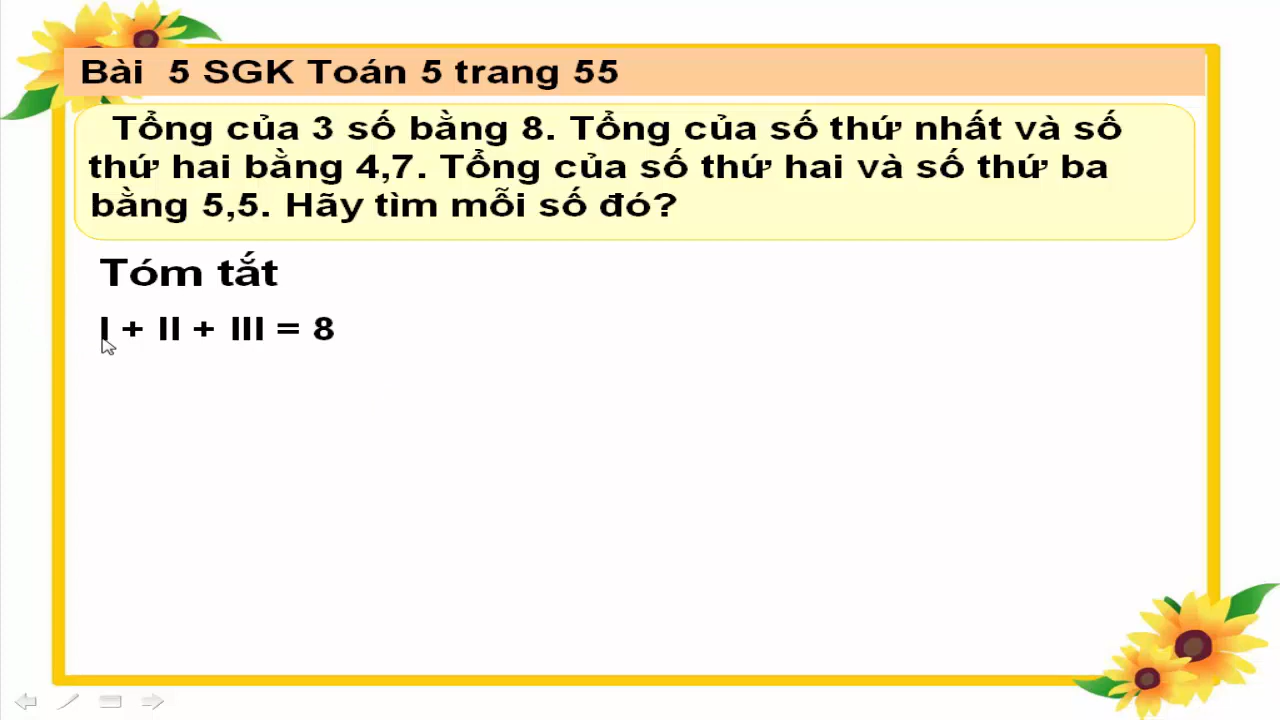 Bài 5 SGK Toán 5 trang 55
Tổng của 3 số bằng 8. Tổng của số thứ nhất và số
thứ hai bằng 4,7. Tổng của số thứ hai và số thứ ba
bằng 5,5. Hãy tìm mỗi số đó?
Tóm tắt
I + II + III = 8